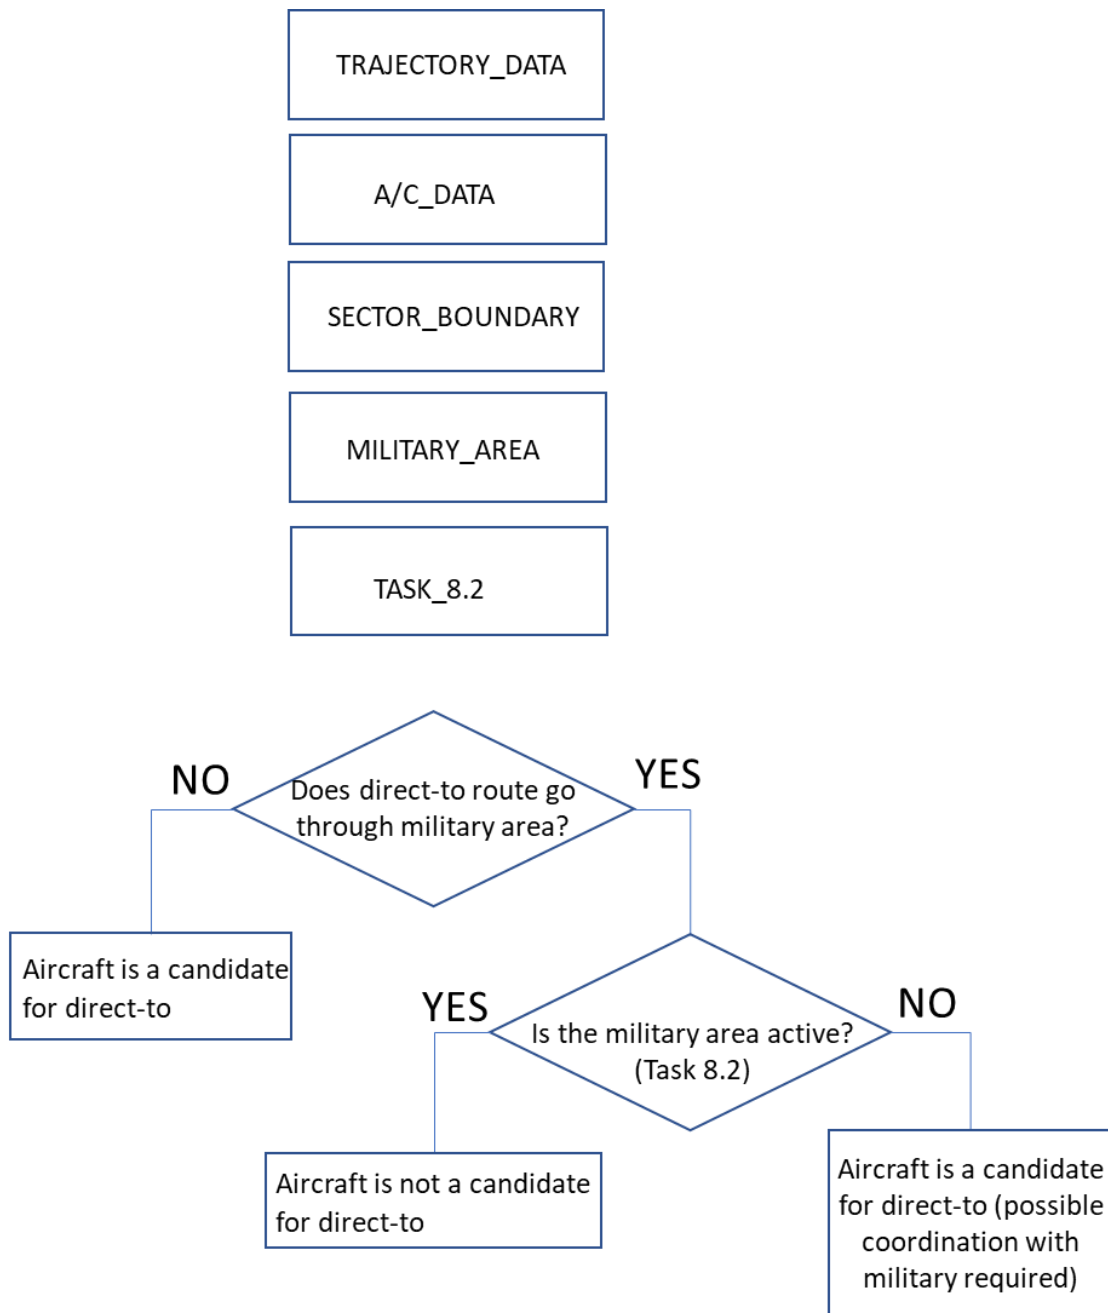 TRAJECTORY_DATA
A/C_DATA
SECTOR_BOUNDARY
MILITARY_AREA
TASK_8.2
NO
YES
Does direct-to route go
through military area?
Aircraft is a candidate
for direct-to
YES
NO
Is the military area active?
(Task 8.2)
Aircraft is not a candidate
for direct-to
Aircraft is a candidate
for direct-to (possible
coordination with
military required)